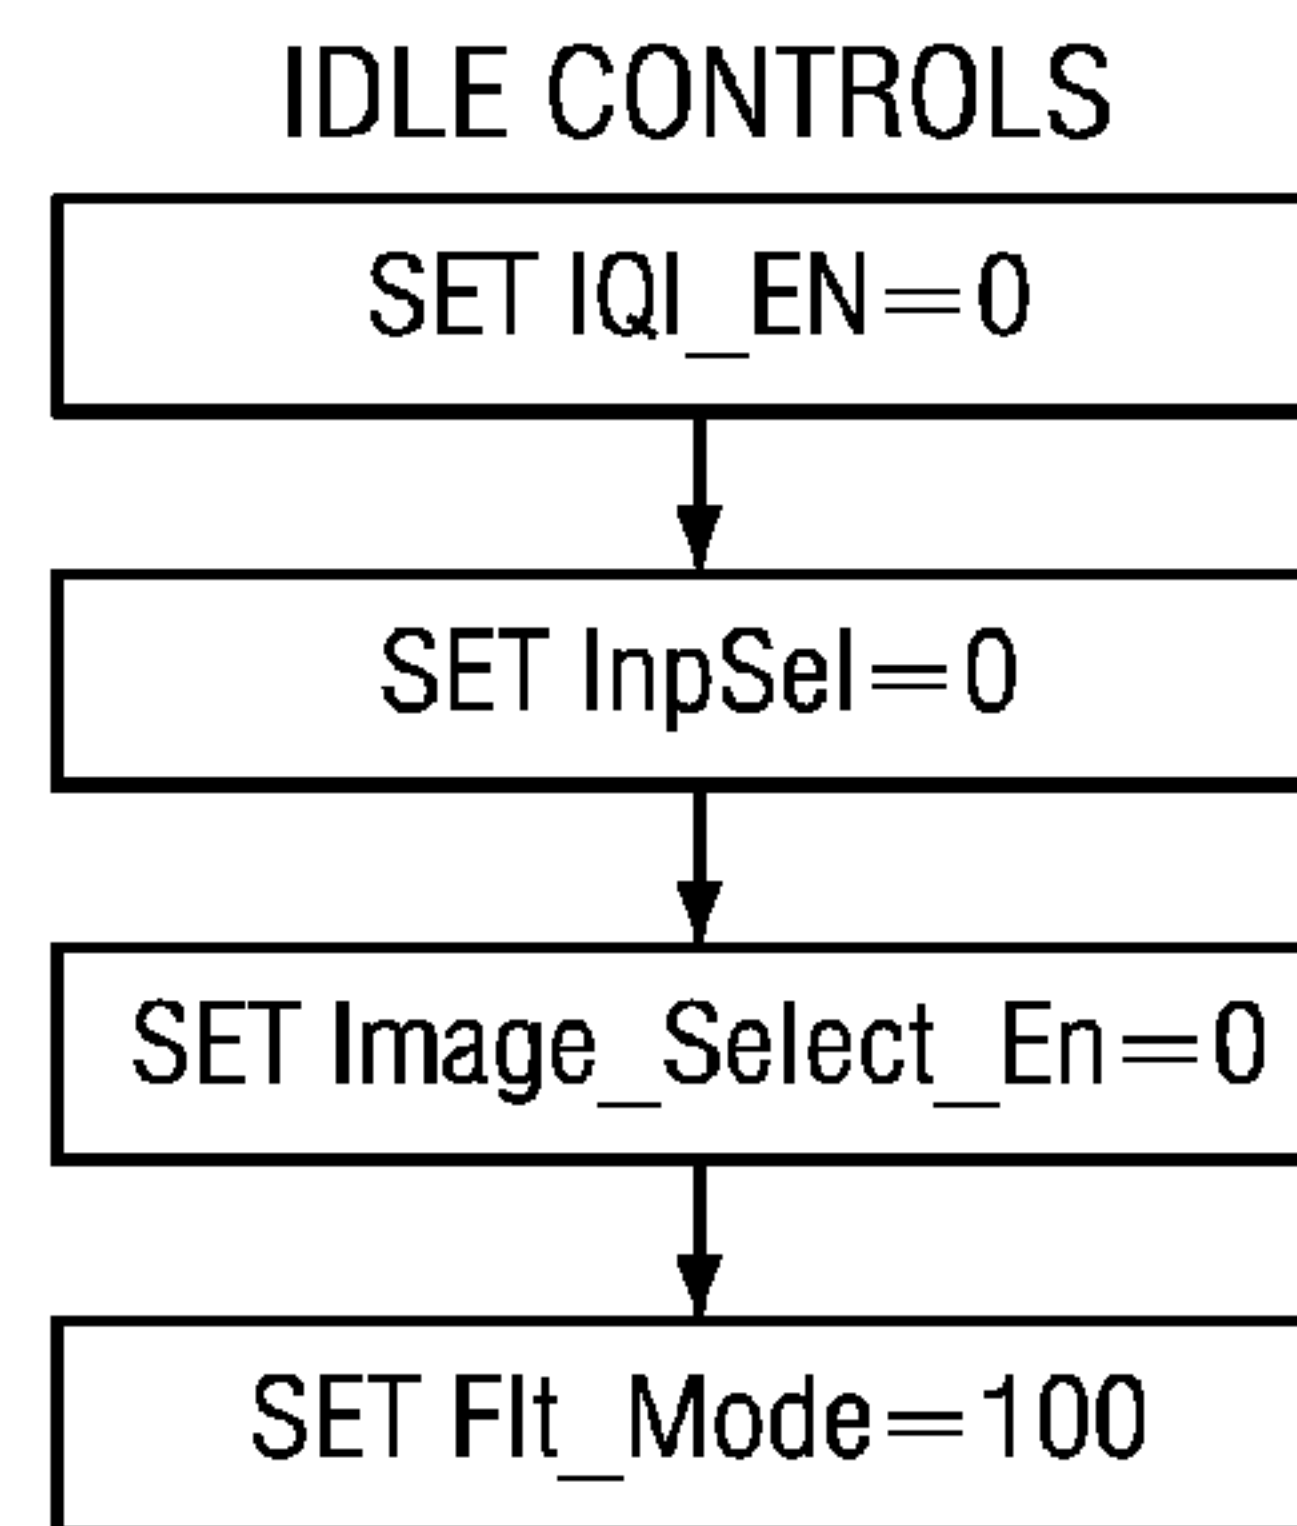 IDLE CONTROLS
SET IQI_EN=0
SET InpSel=0
SET Image_Select_En=0
SET Flt_Mode=100